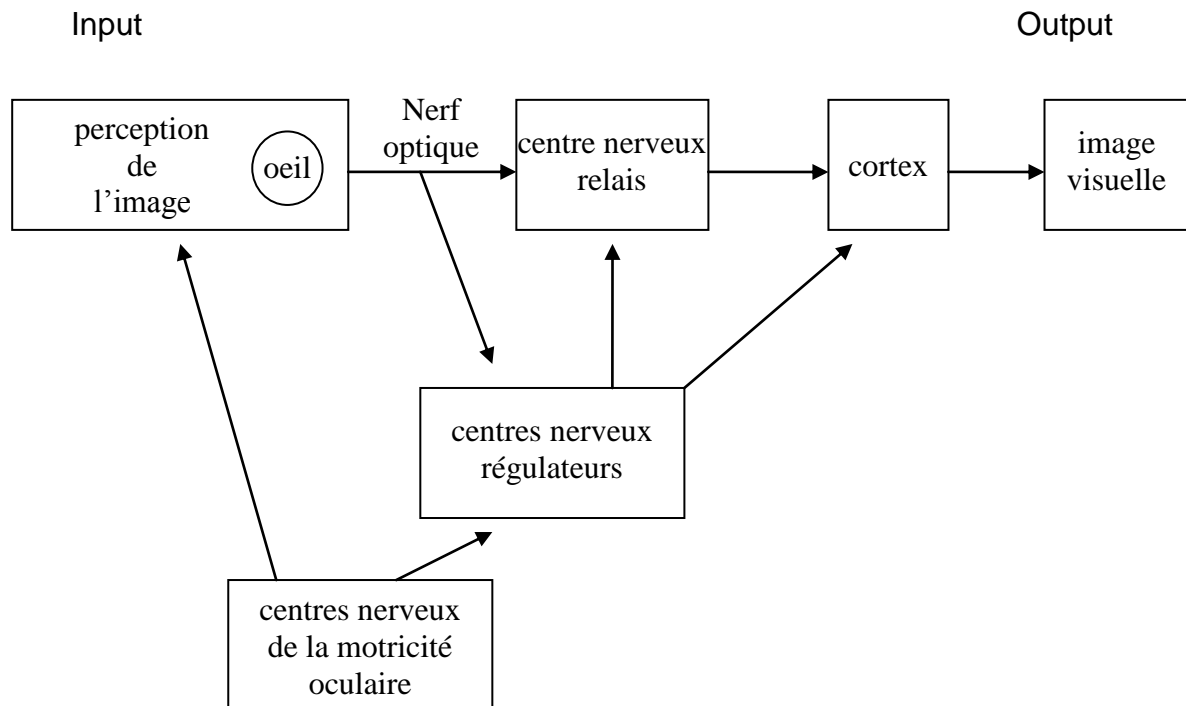 Input
Output
perception
de
l’image
oeil
Nerf
optique
centre nerveux
relais
cortex
image
visuelle
centres nerveux
régulateurs
centres nerveux
de la motricité
oculaire